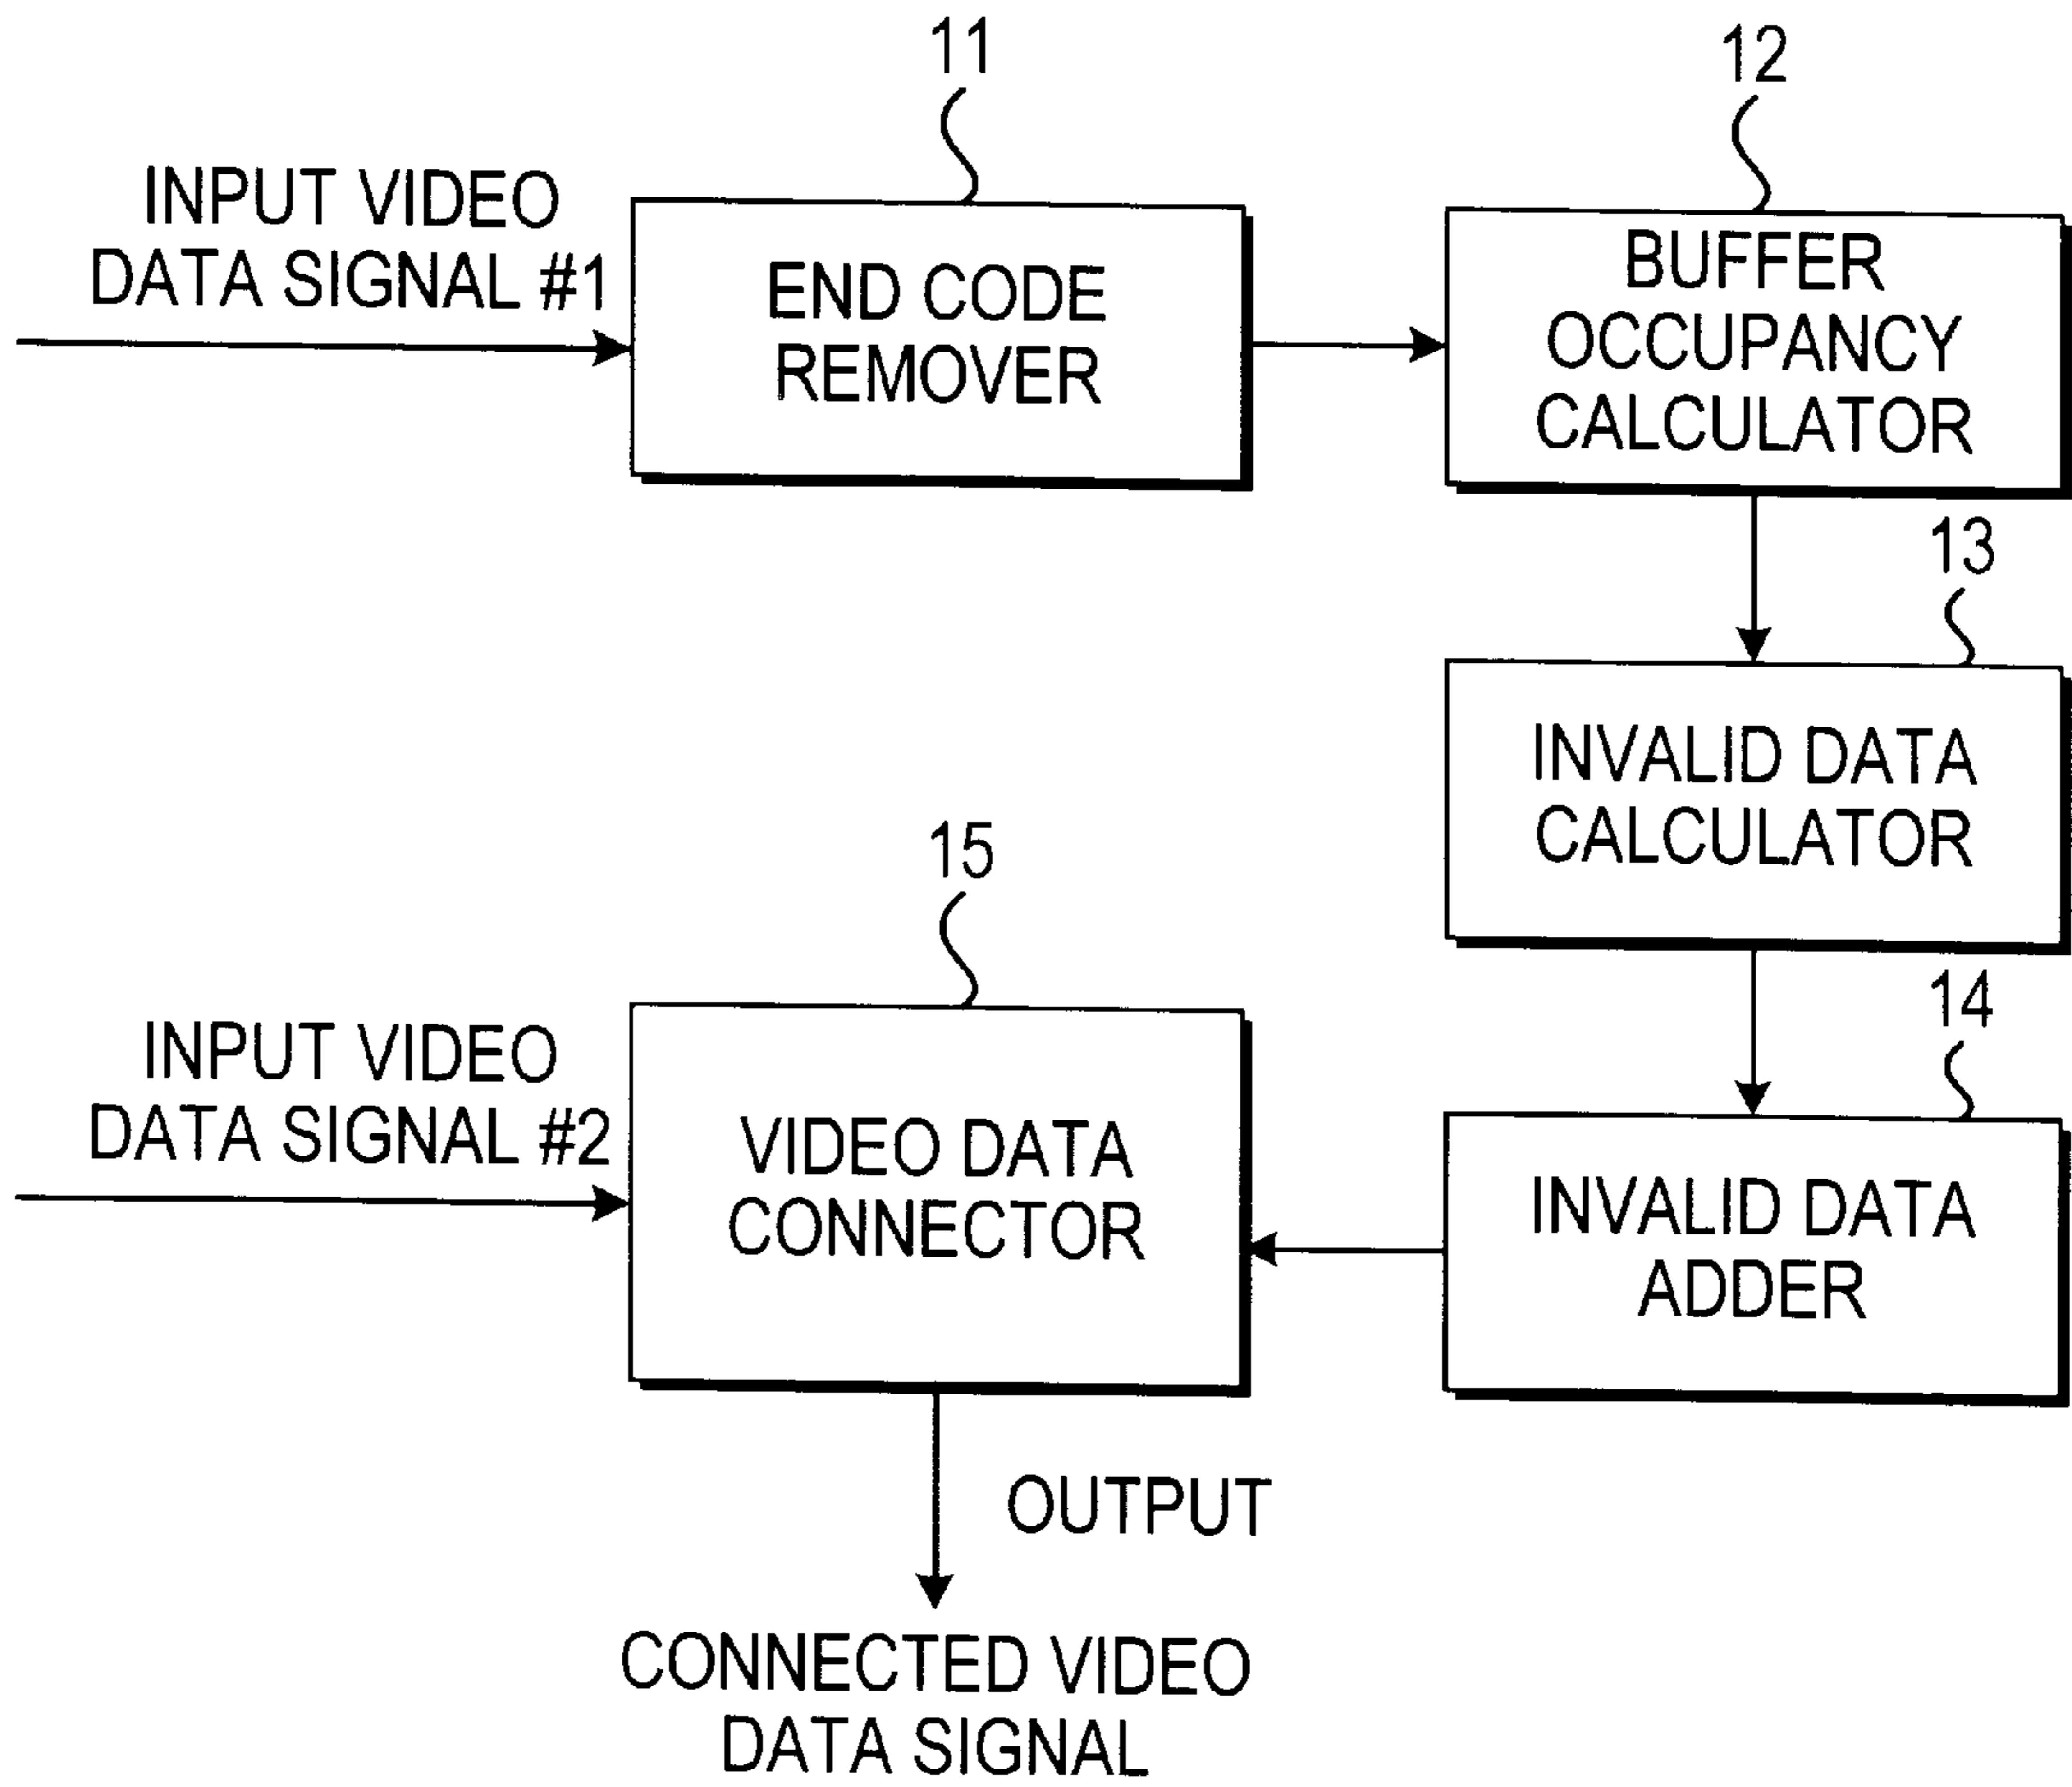 11
12
INPUT VIDEO
DATA SIGNAL #1
END CODE
REMOVER
BUFFER
OCCUPANCY
CALCULATOR
13
INVALID DATA
CALCULATOR
15
14
INPUT VIDEO
DATA SIGNAL #2
VIDEO DATA
CONNECTOR
INVALID DATA
ADDER
OUTPUT
CONNECTED VIDEO
DATA SIGNAL